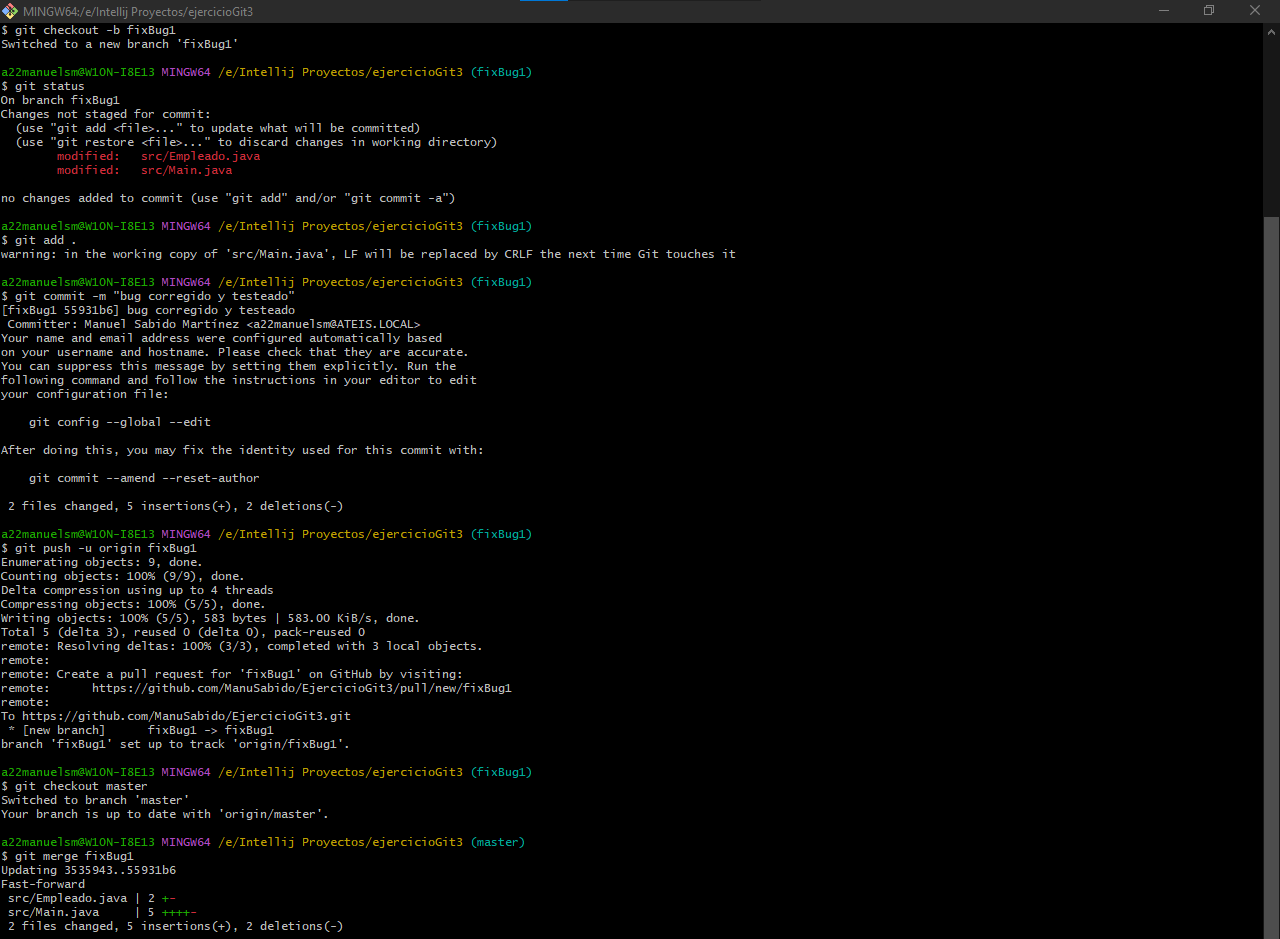 MINGW64:/e/Intellij Proyectos/ejercicioGit3
$ git checkout -b fixBug1
Switched to a new branch 'fixBug1'
a22manuelsm@W10N-I8E13 MINGW64 /e/Intellij Proyectos/ejercicioGit3 (fixBug1)
$ git status
On branch fixBug1
Changes not staged for commit:
  (use "git add <file>..." to update what will be committed)
  (use "git restore <file>..." to discard changes in working directory)
        modified:   src/Empleado.java
        modified:   src/Main.java
no changes added to commit (use "git add" and/or "git commit -a")
a22manuelsm@W10N-I8E13 MINGW64 /e/Intellij Proyectos/ejercicioGit3 (fixBug1)
$ git add .
warning: in the working copy of 'src/Main.java', LF will be replaced by CRLF the next time Git touches it
a22manuelsm@W10N-I8E13 MINGW64 /e/Intellij Proyectos/ejercicioGit3 (fixBug1)
$ git commit -m "bug corregido y testeado"
[fixBug1 55931b6] bug corregido y testeado
 Committer: Manuel Sabido Martínez <a22manuelsm@ATEIS.LOCAL>
Your name and email address were configured automatically based
on your username and hostname. Please check that they are accurate.
You can suppress this message by setting them explicitly. Run the
following command and follow the instructions in your editor to edit
your configuration file:
    git config --global --edit
After doing this, you may fix the identity used for this commit with:
    git commit --amend --reset-author
 2 files changed, 5 insertions(+), 2 deletions(-)
a22manuelsm@W10N-I8E13 MINGW64 /e/Intellij Proyectos/ejercicioGit3 (fixBug1)
$ git push -u origin fixBug1
Enumerating objects: 9, done.
Counting objects: 100% (9/9), done.
Delta compression using up to 4 threads
Compressing objects: 100% (5/5), done.
Writing objects: 100% (5/5), 583 bytes | 583.00 KiB/s, done.
Total 5 (delta 3), reused 0 (delta 0), pack-reused 0
remote: Resolving deltas: 100% (3/3), completed with 3 local objects.
remote:
remote: Create a pull request for 'fixBug1' on GitHub by visiting:
remote:      https://github.com/ManuSabido/EjercicioGit3/pull/new/fixBug1
remote:
To https://github.com/ManuSabido/EjercicioGit3.git
 * [new branch]      fixBug1 -> fixBug1
branch 'fixBug1' set up to track 'origin/fixBug1'.
a22manuelsm@W10N-I8E13 MINGW64 /e/Intellij Proyectos/ejercicioGit3 (fixBug1)
$ git checkout master
Switched to branch 'master'
Your branch is up to date with 'origin/master'.
a22manuelsm@W10N-I8E13 MINGW64 /e/Intellij Proyectos/ejercicioGit3 (master)
$ git merge fixBug1
Updating 3535943..55931b6
Fast-forward
 src/Empleado.java | 2 +-
 src/Main.java     | 5 ++++-
 2 files changed, 5 insertions(+), 2 deletions(-)